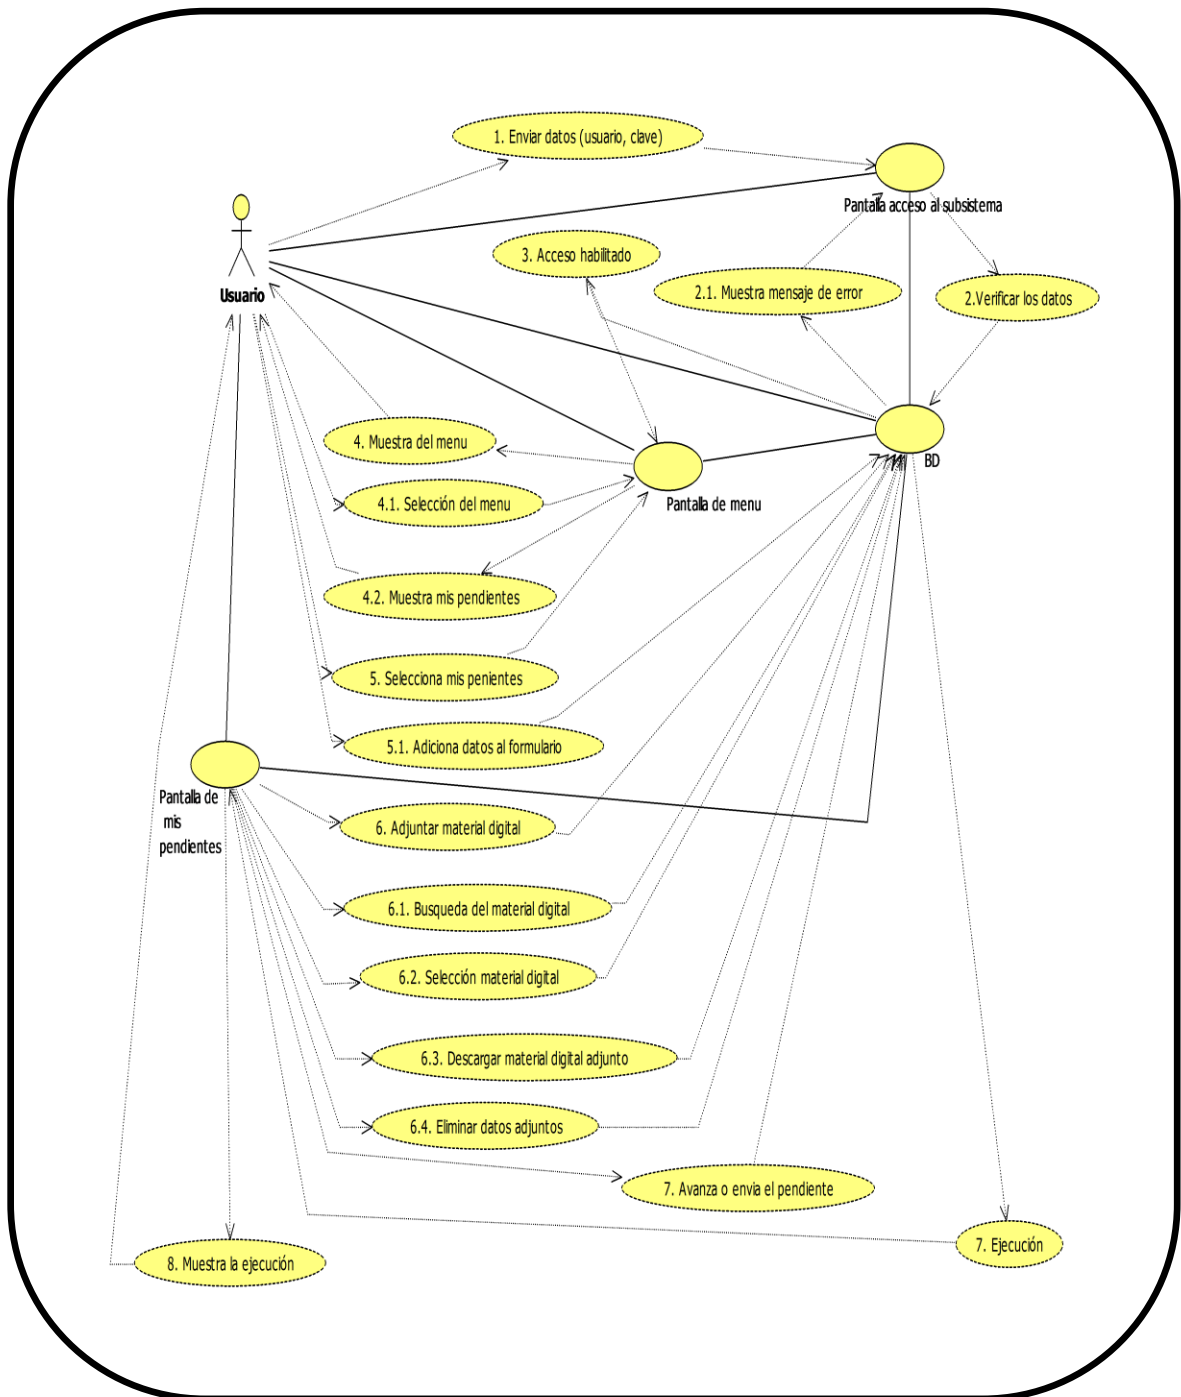 1. Enviar datos (usuario, clave)
Pantalla acceso al subsistema
3. Acceso habilitado
2.1. Muestra mensaje de error
2.Verificar los datos
Usuario
4. Muestra del menu
BD
4.1. Selección del menu
Pantalla de menu
4.2. Muestra mis pendientes
5. Selecciona mis penientes
5.1. Adiciona datos al formulario
Pantalla de
mis
pendientes
6. Adjuntar material digital
6.1. Busqueda del material digital
6.2. Selección material digital
6.3. Descargar material digital adjunto
6.4. Eliminar datos adjuntos
7. Avanza o envia el pendiente
7. Ejecución
8. Muestra la ejecución